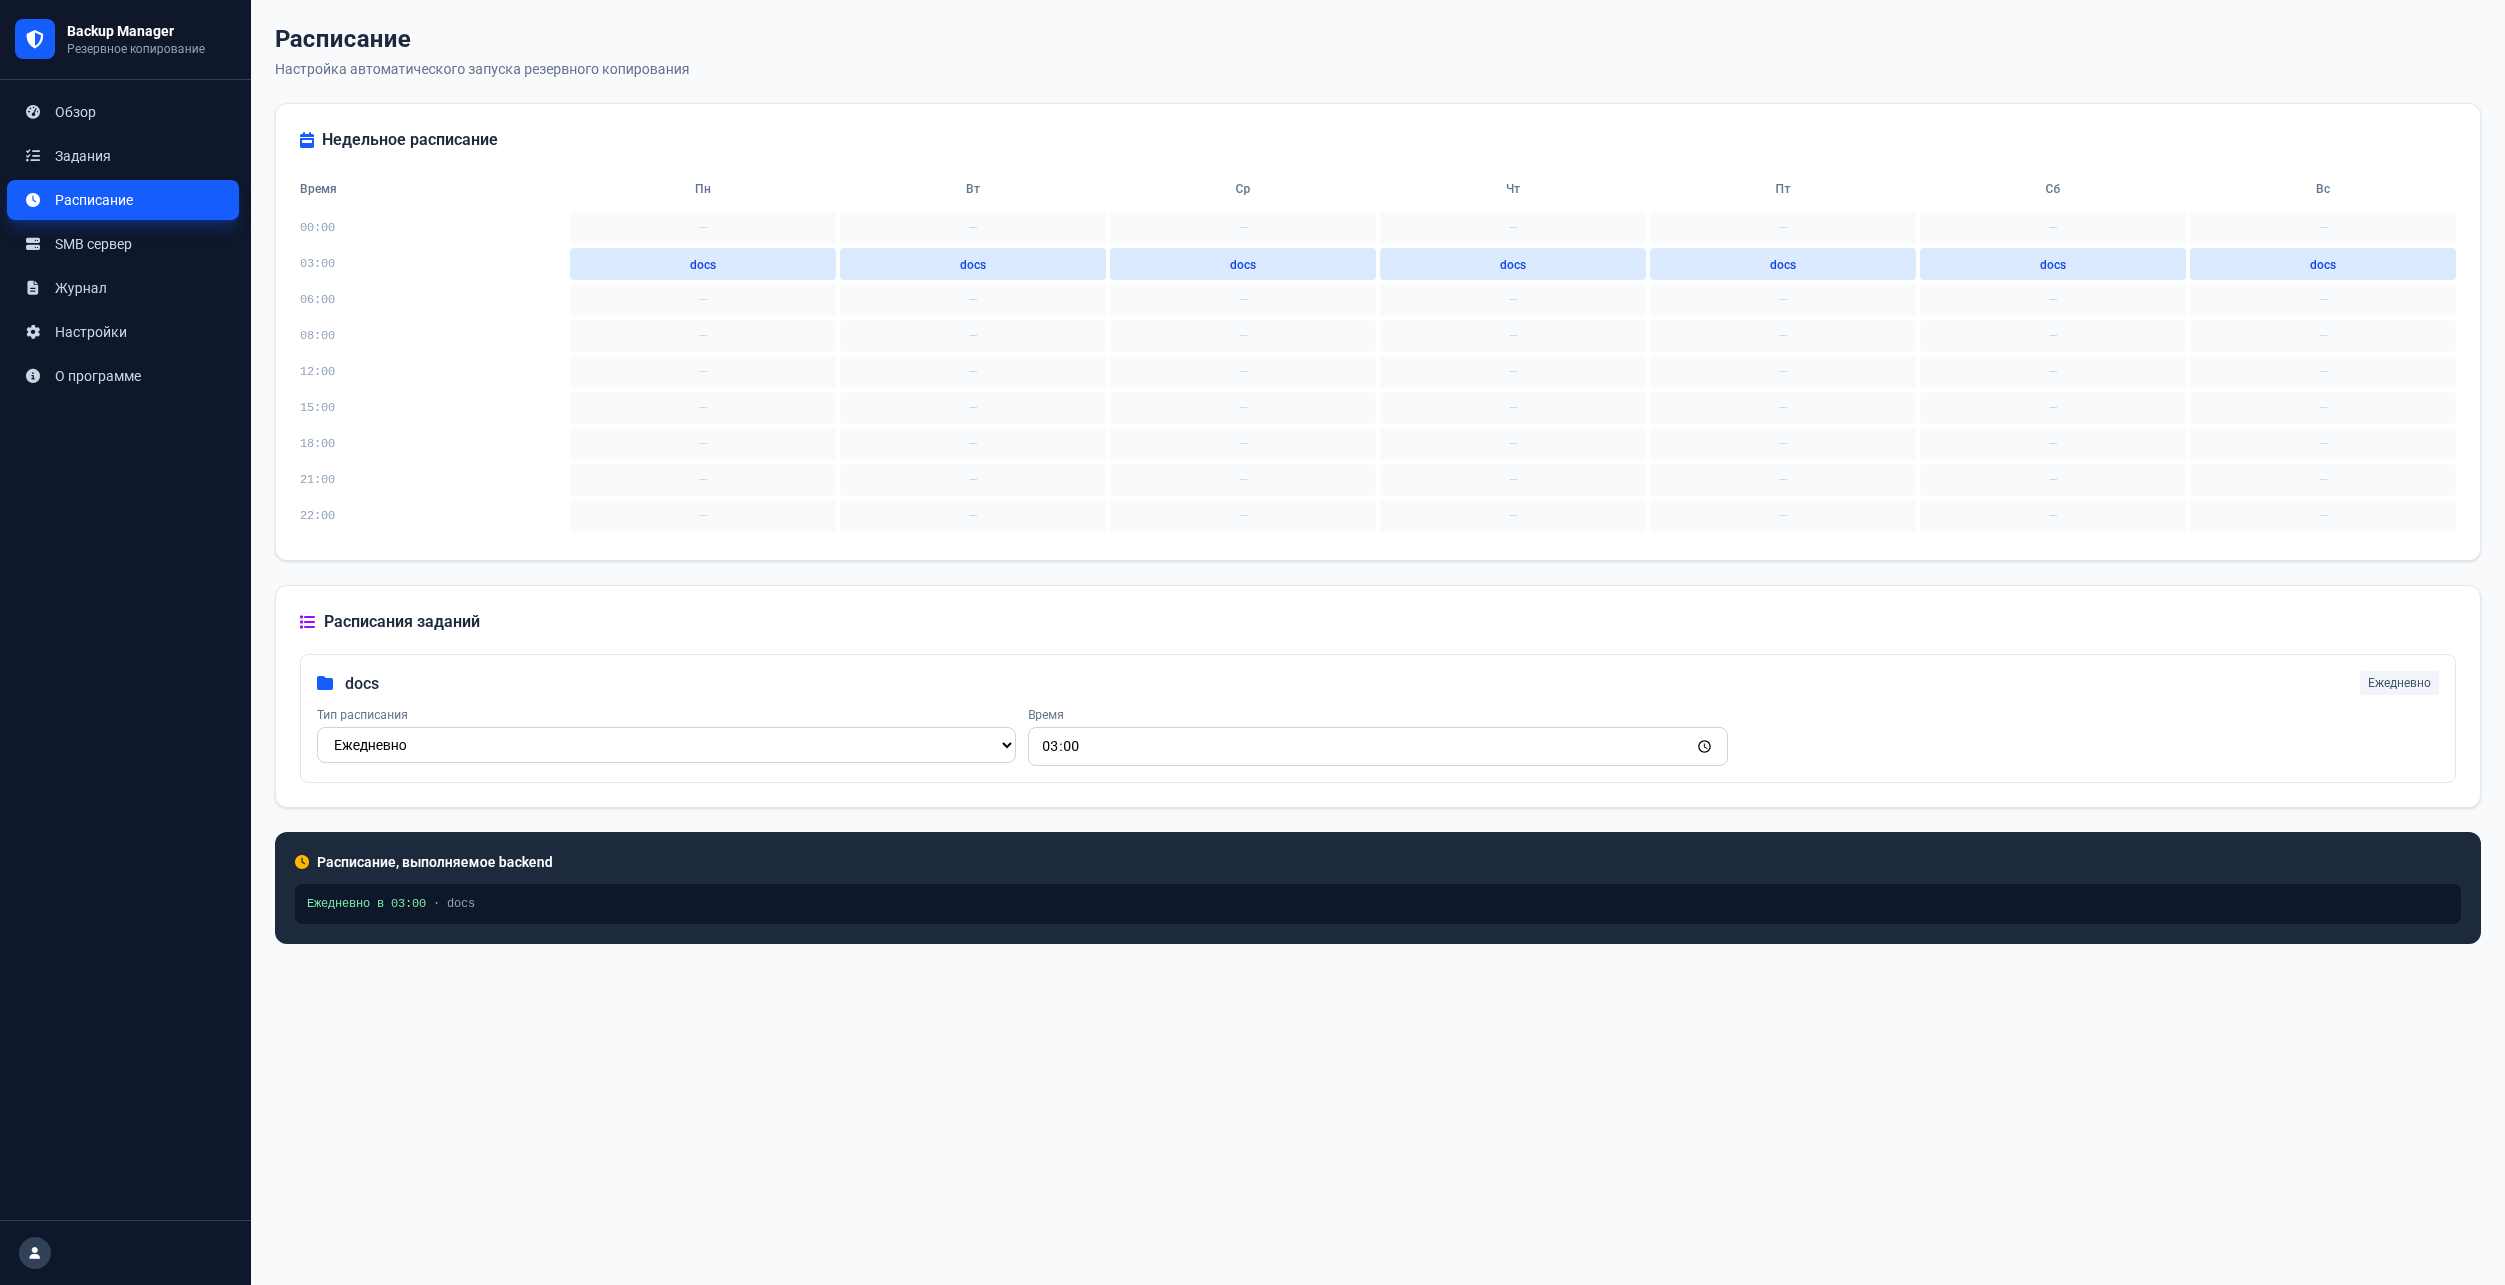 Backup Manager
Резервное копирование
Обзор
Задания
Расписание
SMB сервер
Журнал
Настройки
О программе
Расписание
Настройка автоматического запуска резервного копирования
Недельное расписание
Время Пн Вт Ср Чт Пт Сб Вс
00:00 — — — — — — —
03:00 docs docs docs docs docs docs docs
06:00 — — — — — — —
08:00 — — — — — — —
12:00 — — — — — — —
15:00 — — — — — — —
18:00 — — — — — — —
21:00 — — — — — — —
22:00 — — — — — — —
Расписания заданий
docs Ежедневно
Тип расписания Время
Ежедневно 03:00
Расписание, выполняемое backend
Ежедневно в 03:00 · docs